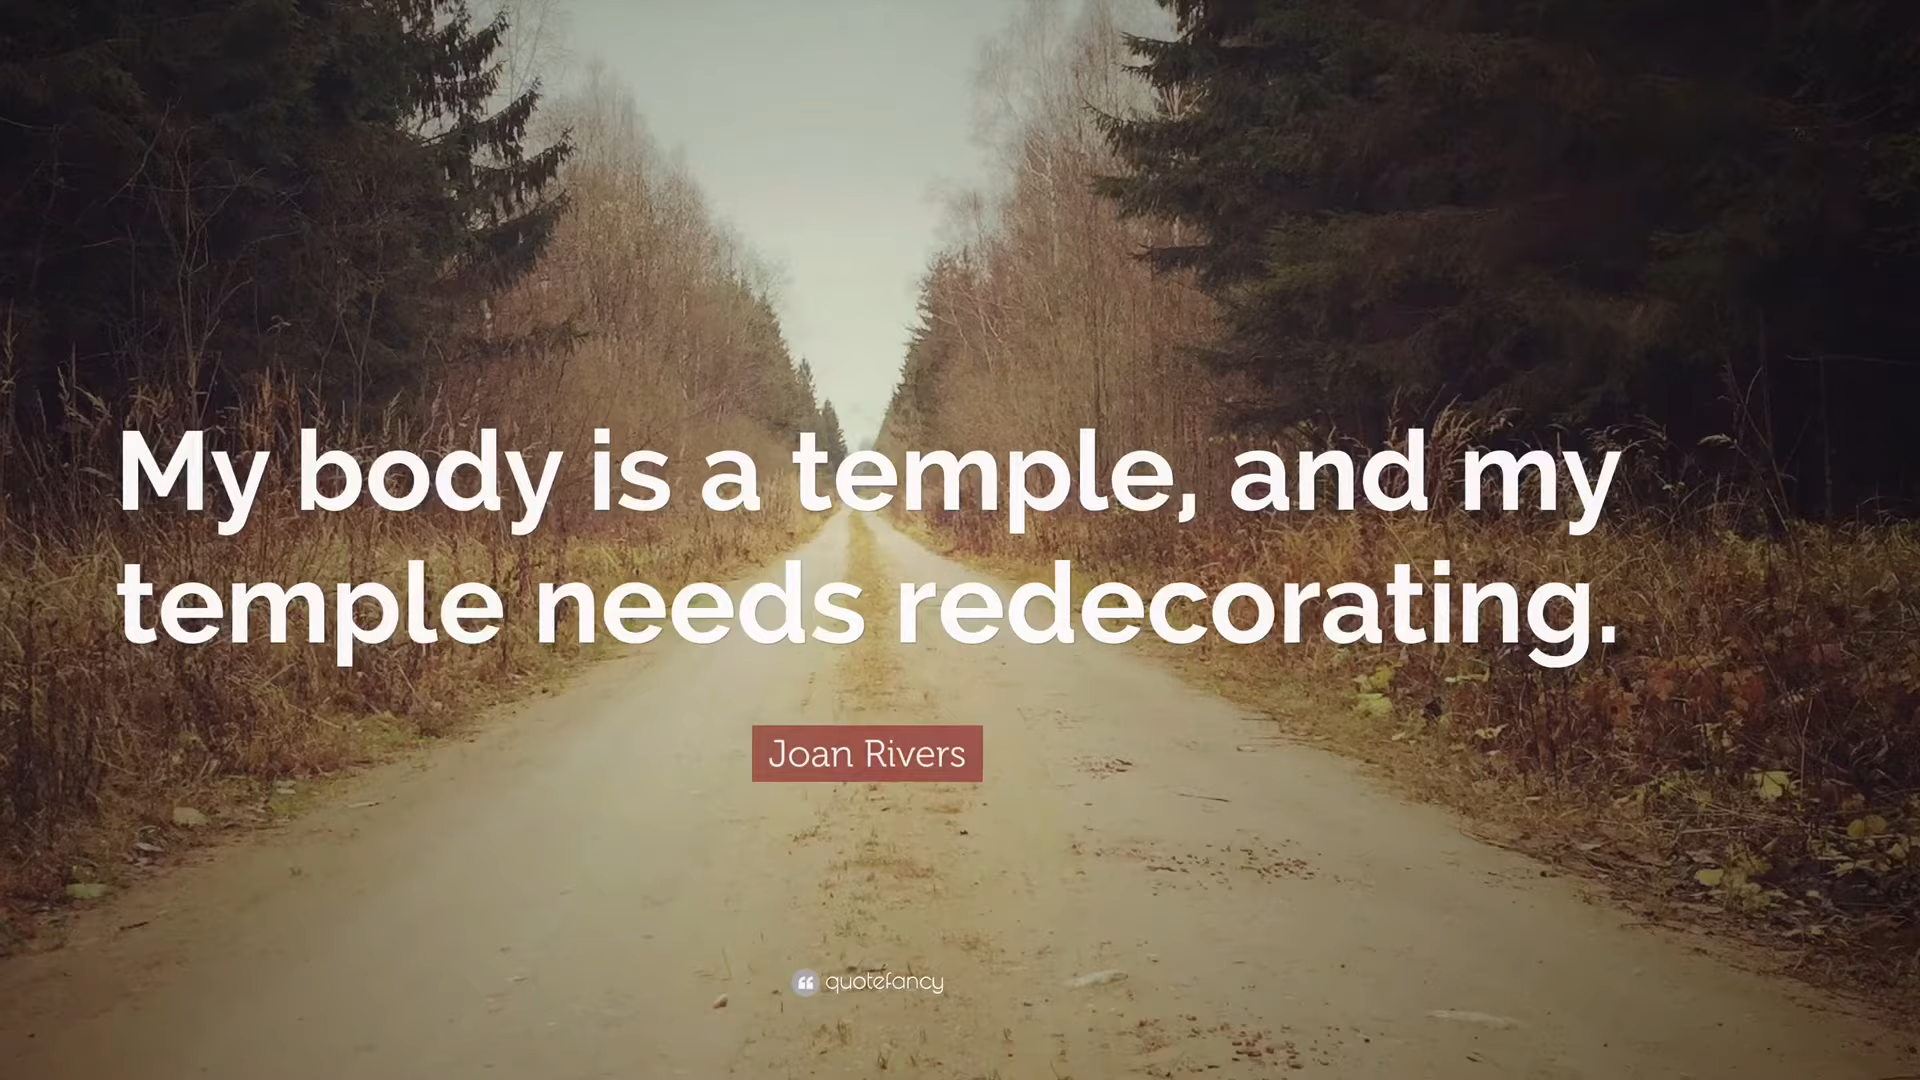 My body is a temple, and my
temple needs redecorating.
Joan Rivers
quotefancy